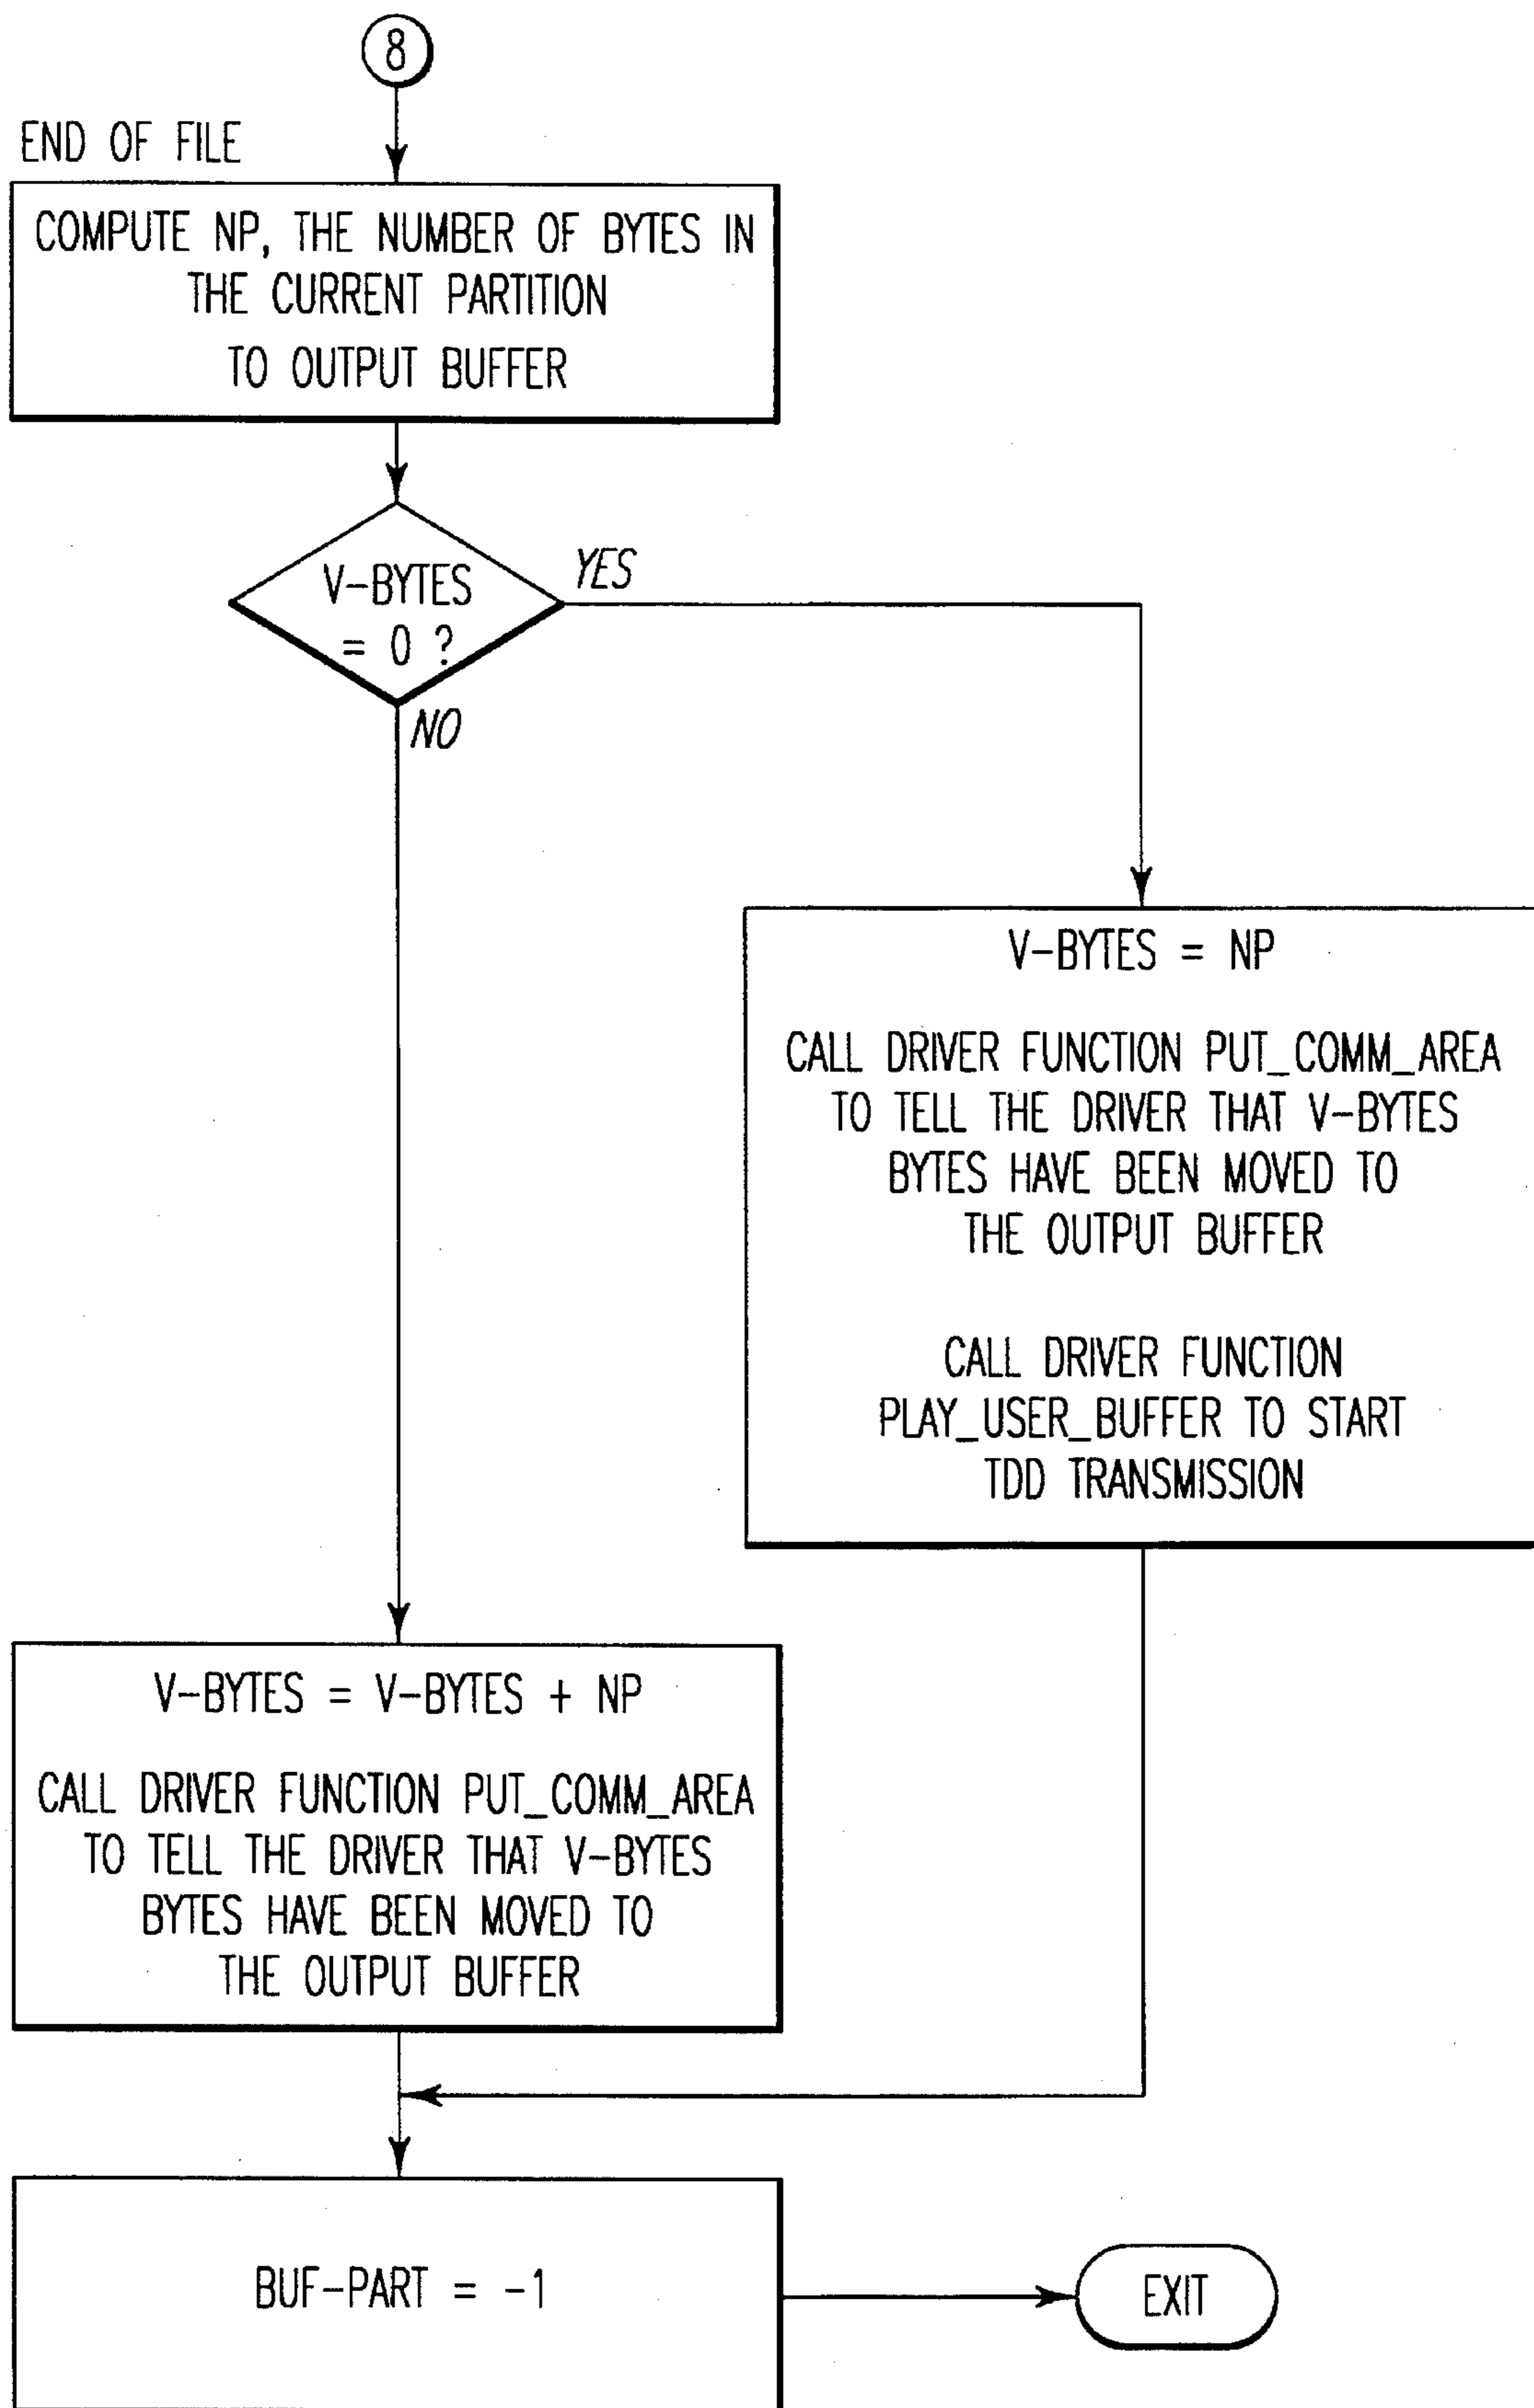 8
END OF FILE
COMPUTE NP, THE NUMBER OF BYTES IN
THE CURRENT PARTITION
TO OUTPUT BUFFER
V-BYTES
= 0 ?
YES
NO
V-BYTES = NP
CALL DRIVER FUNCTION PUT_COMM_AREA
TO TELL THE DRIVER THAT V-BYTES
BYTES HAVE BEEN MOVED TO
THE OUTPUT BUFFER
CALL DRIVER FUNCTION
PLAY_USER_BUFFER TO START
TDD TRANSMISSION
V-BYTES = V-BYTES + NP
CALL DRIVER FUNCTION PUT_COMM_AREA
TO TELL THE DRIVER THAT V-BYTES
BYTES HAVE BEEN MOVED TO
THE OUTPUT BUFFER
BUF-PART = -1
EXIT